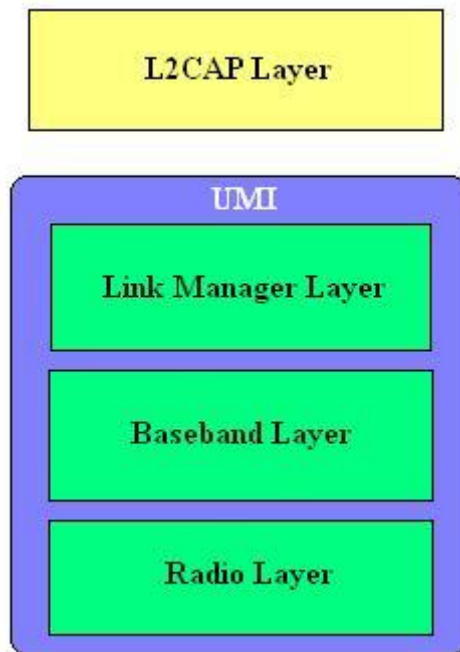 L2CAP Layer
UMI
Link Manager Layer
Baseband Layer
Radio Layer